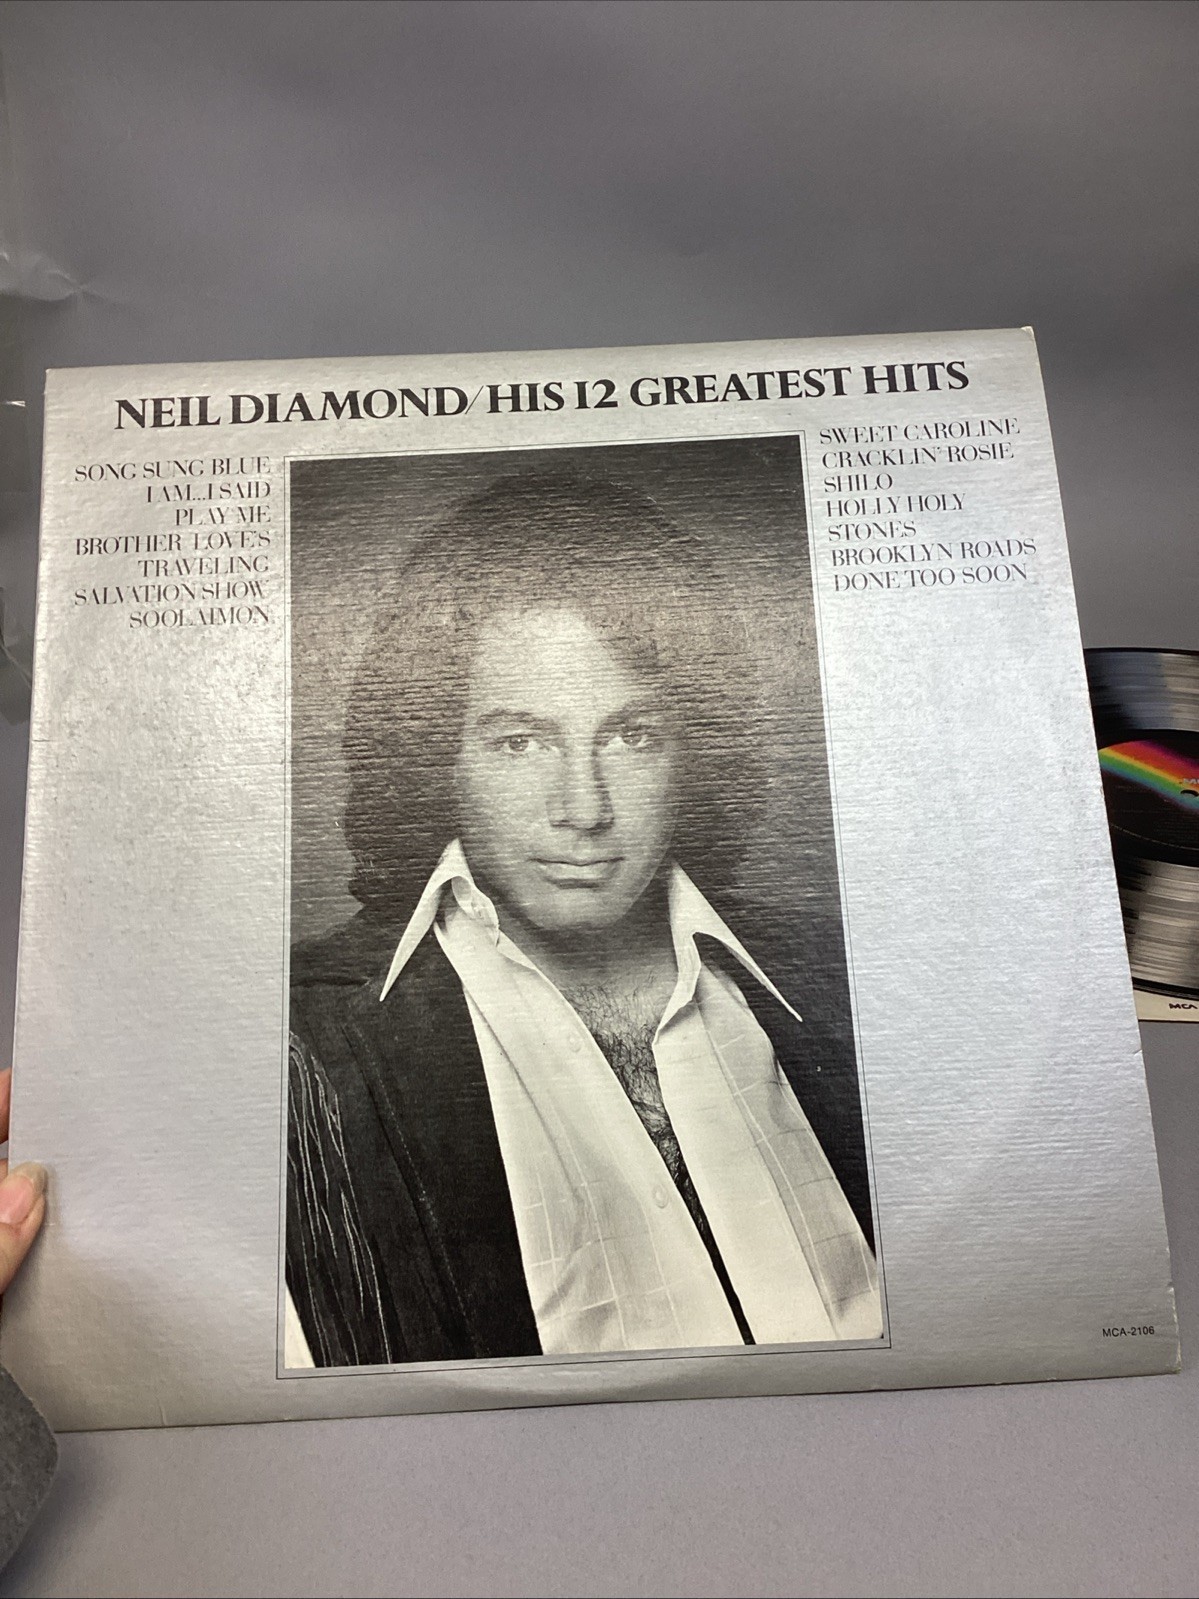 NEIL DIAMOND/HIS 12 GREATEST HITS
SONG SUNG BLUE
I AM...I SAID
PLAY ME
BROTHER LOVE'S
TRAVELING
SALVATION SHOW
SOOLAIMON
SWEET CAROLINE
CRACKLIN' ROSIE
SHILO
HOLLY HOLY
STONES
BROOKLYN ROADS
DONE TOO SOON
MCA-2106
MCA